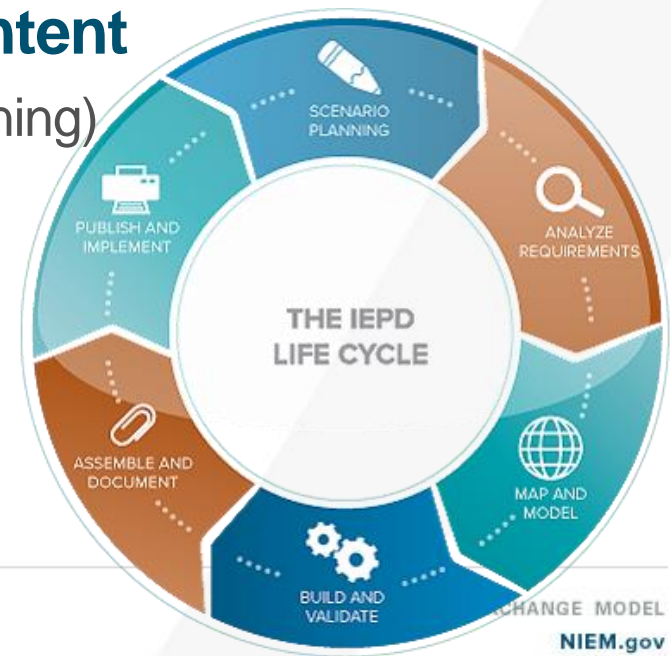 ntent
ning)
SCENARIO
PLANNING
ANALYZE
REQUIREMENTS
MAP AND
MODEL
BUILD AND
VALIDATE
ASSEMBLE AND
DOCUMENT
PUBLISH AND
IMPLEMENT
THE IEPD
LIFE CYCLE
CHANGE MODEL
NIEM.gov